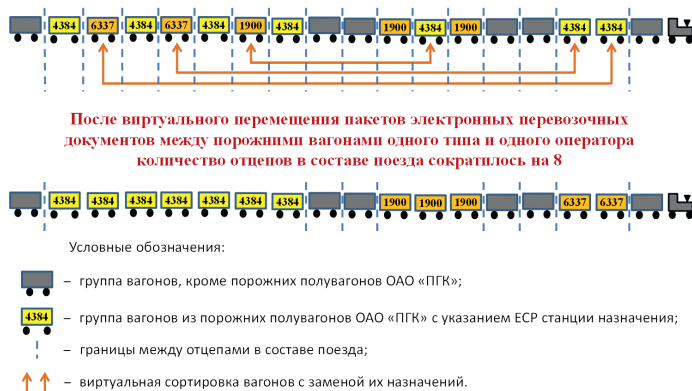 4384 6337 4384 6337 4384 1900 4384 1900 4384 1900 4384 4384
После виртуального перемещения пакетов электронных перевозочных
документов между порожними вагонами одного типа и одного оператора
количество отцепов в составе поезда сократилось на 8
4384 4384 4384 4384 4384 4384 4384 1900 1900 1900 6337 6337
Условные обозначения:
– группа вагонов, кроме порожних полувагонов ОАО «ПГК»;
4384 – группа вагонов из порожних полувагонов ОАО «ПГК» с указанием ЕСР станции назначения;
– границы между отцепами в составе поезда;
– виртуальная сортировка вагонов с заменой их назначений.